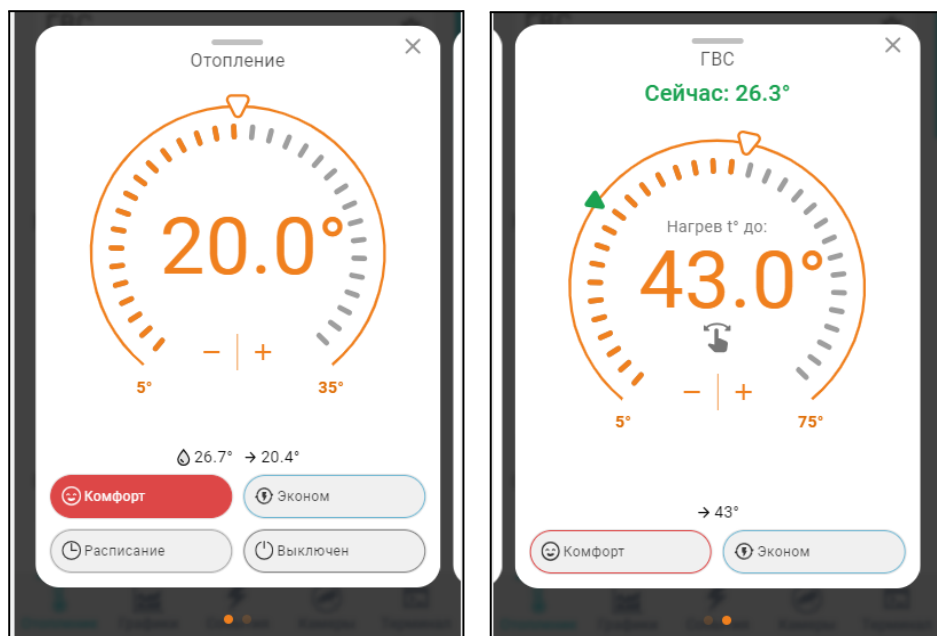 Отопление
20.0°
− +
5° 35°
26.7° → 20.4°
Комфорт
Эконом
Расписание
Выключен
ГВС
Сейчас: 26.3°
Нагрев t° до:
43.0°
− +
5° 75°
→ 43°
Комфорт
Эконом